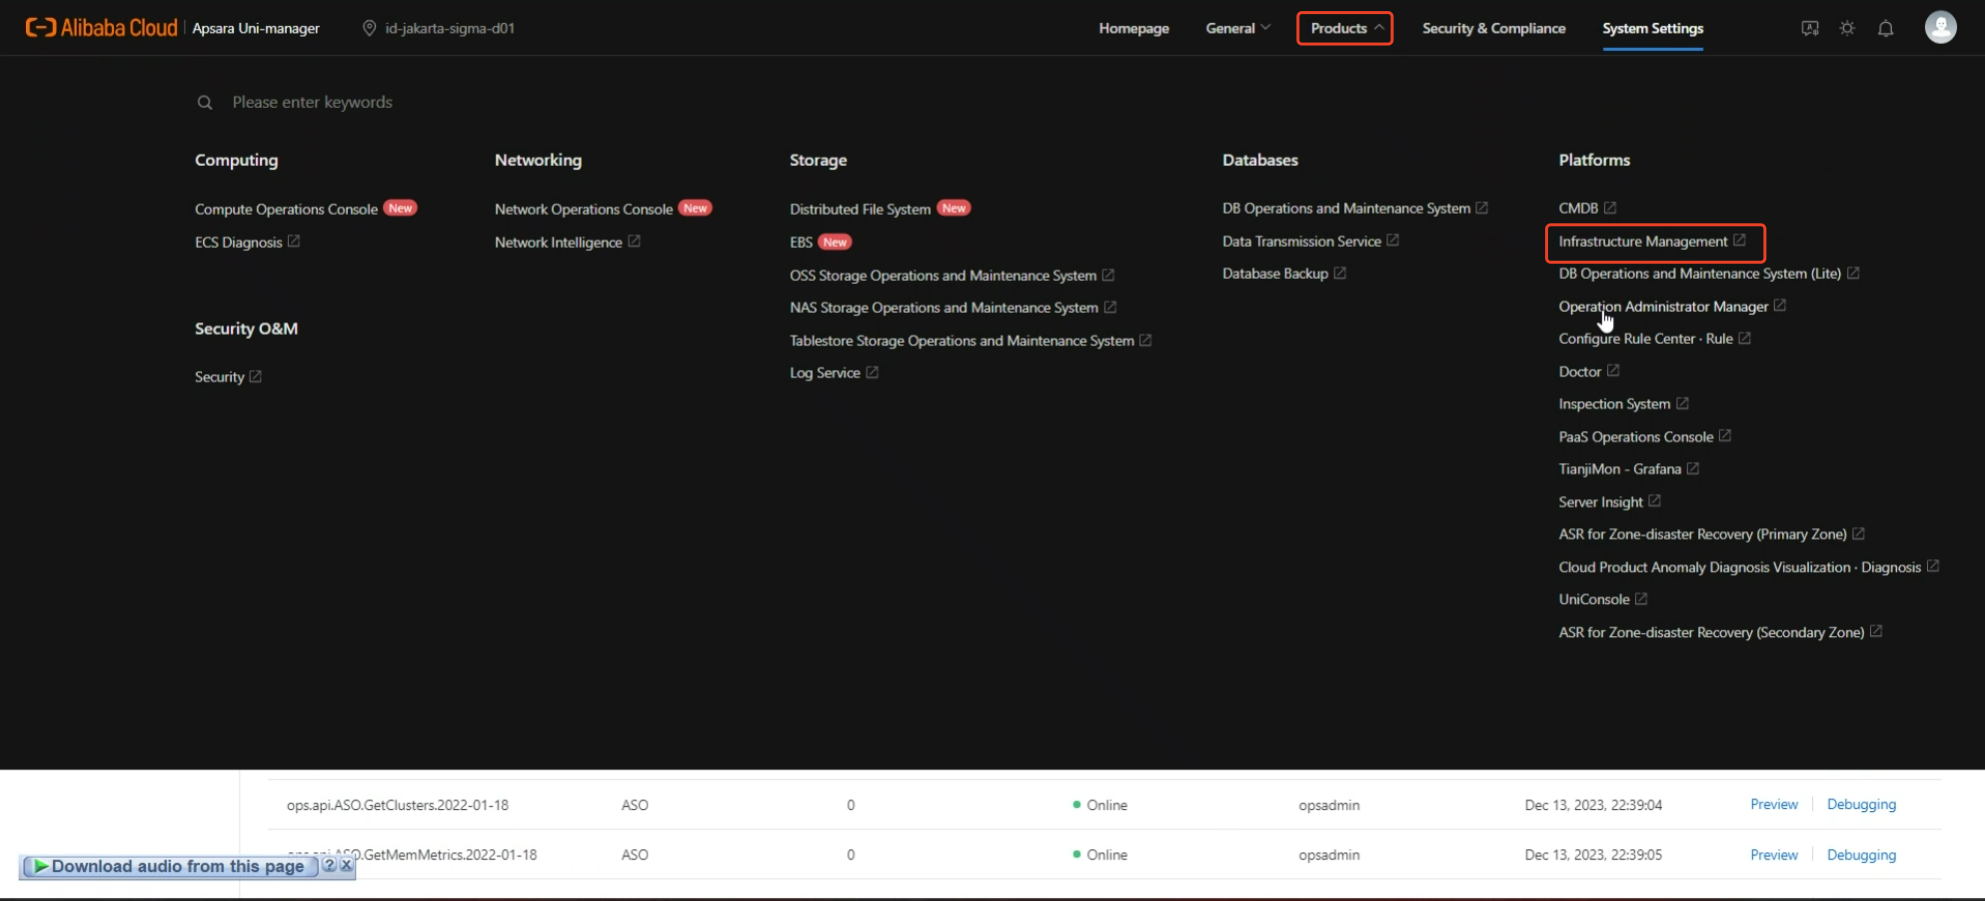 Alibaba Cloud | Apsara Uni-manager id-jakarta-sigma-d01 Homepage General Products Security & Compliance System Settings
Please enter keywords
Computing
Compute Operations Console New
ECS Diagnosis
Security O&M
Security
Networking
Network Operations Console New
Network Intelligence
Storage
Distributed File System New
EBS New
OSS Storage Operations and Maintenance System
NAS Storage Operations and Maintenance System
Tablestore Storage Operations and Maintenance System
Log Service
Databases
DB Operations and Maintenance System
Data Transmission Service
Database Backup
Platforms
CMDB
Infrastructure Management
DB Operations and Maintenance System (Lite)
Operation Administrator Manager
Configure Rule Center · Rule
Doctor
Inspection System
PaaS Operations Console
TianjiMon - Grafana
Server Insight
ASR for Zone-disaster Recovery (Primary Zone)
Cloud Product Anomaly Diagnosis Visualization · Diagnosis
UniConsole
ASR for Zone-disaster Recovery (Secondary Zone)
ops.api.ASO.GetClusters.2022-01-18 ASO 0 Online opsadmin Dec 13, 2023, 22:39:04 Preview Debugging
.GetMemMetrics.2022-01-18 ASO 0 Online opsadmin Dec 13, 2023, 22:39:05 Preview Debugging
Download audio from this page ? X